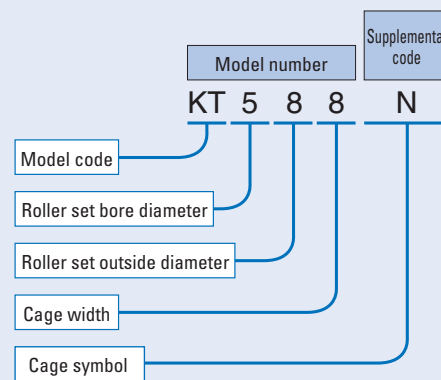 Model number
Supplementa
code
KT 5 8 8 N
Model code
Roller set bore diameter
Roller set outside diameter
Cage width
Cage symbol